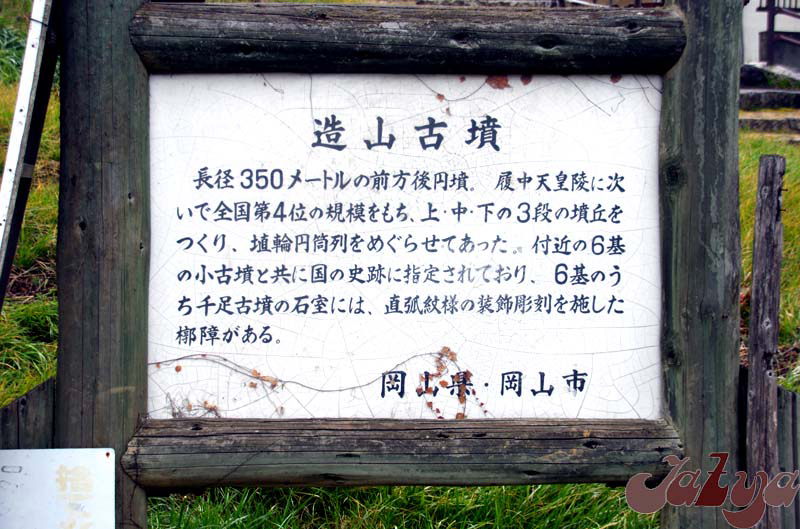 造山古墳
長径350メートルの前方後円墳。履中天皇陵に次
いで全国第4位の規模をもち、上・中・下の3段の墳丘を
つくり、埴輪円筒列をめぐらせてあった。付近の6基
の小古墳と共に国の史跡に指定されており、6基のう
ち千足古墳の石室には、直弧紋様の装飾彫刻を施した
梛障がある。
岡山県・岡山市
Jatya